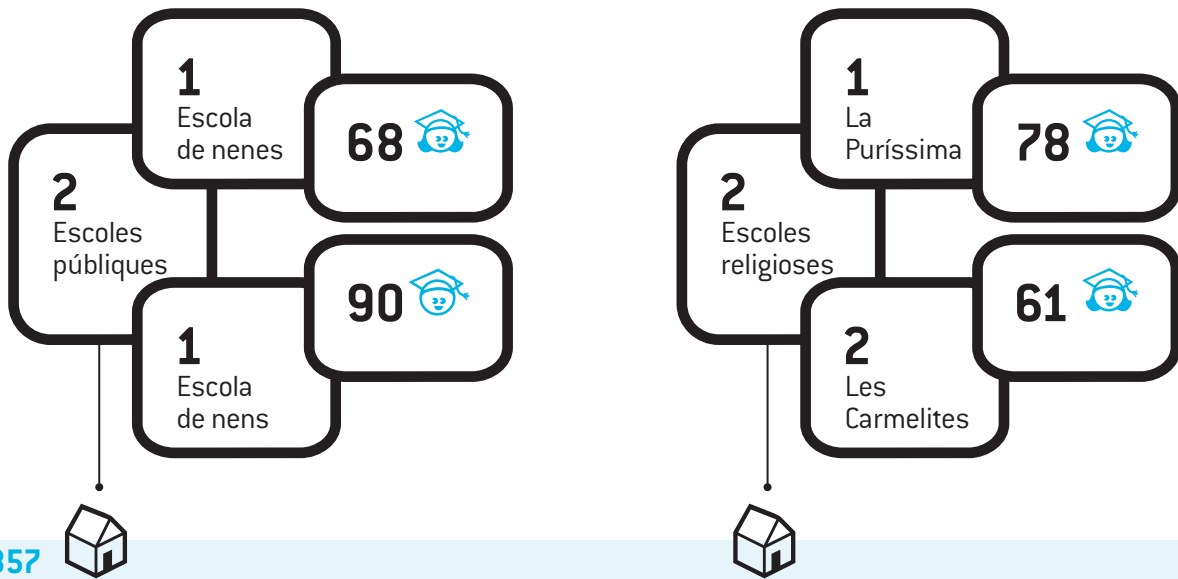 2
Escoles
públiques
1
Escola
de nenes
68
1
Escola
de nens
90
2
Escoles
religioses
1
La
Puríssima
78
2
Les
Carmelites
61
357